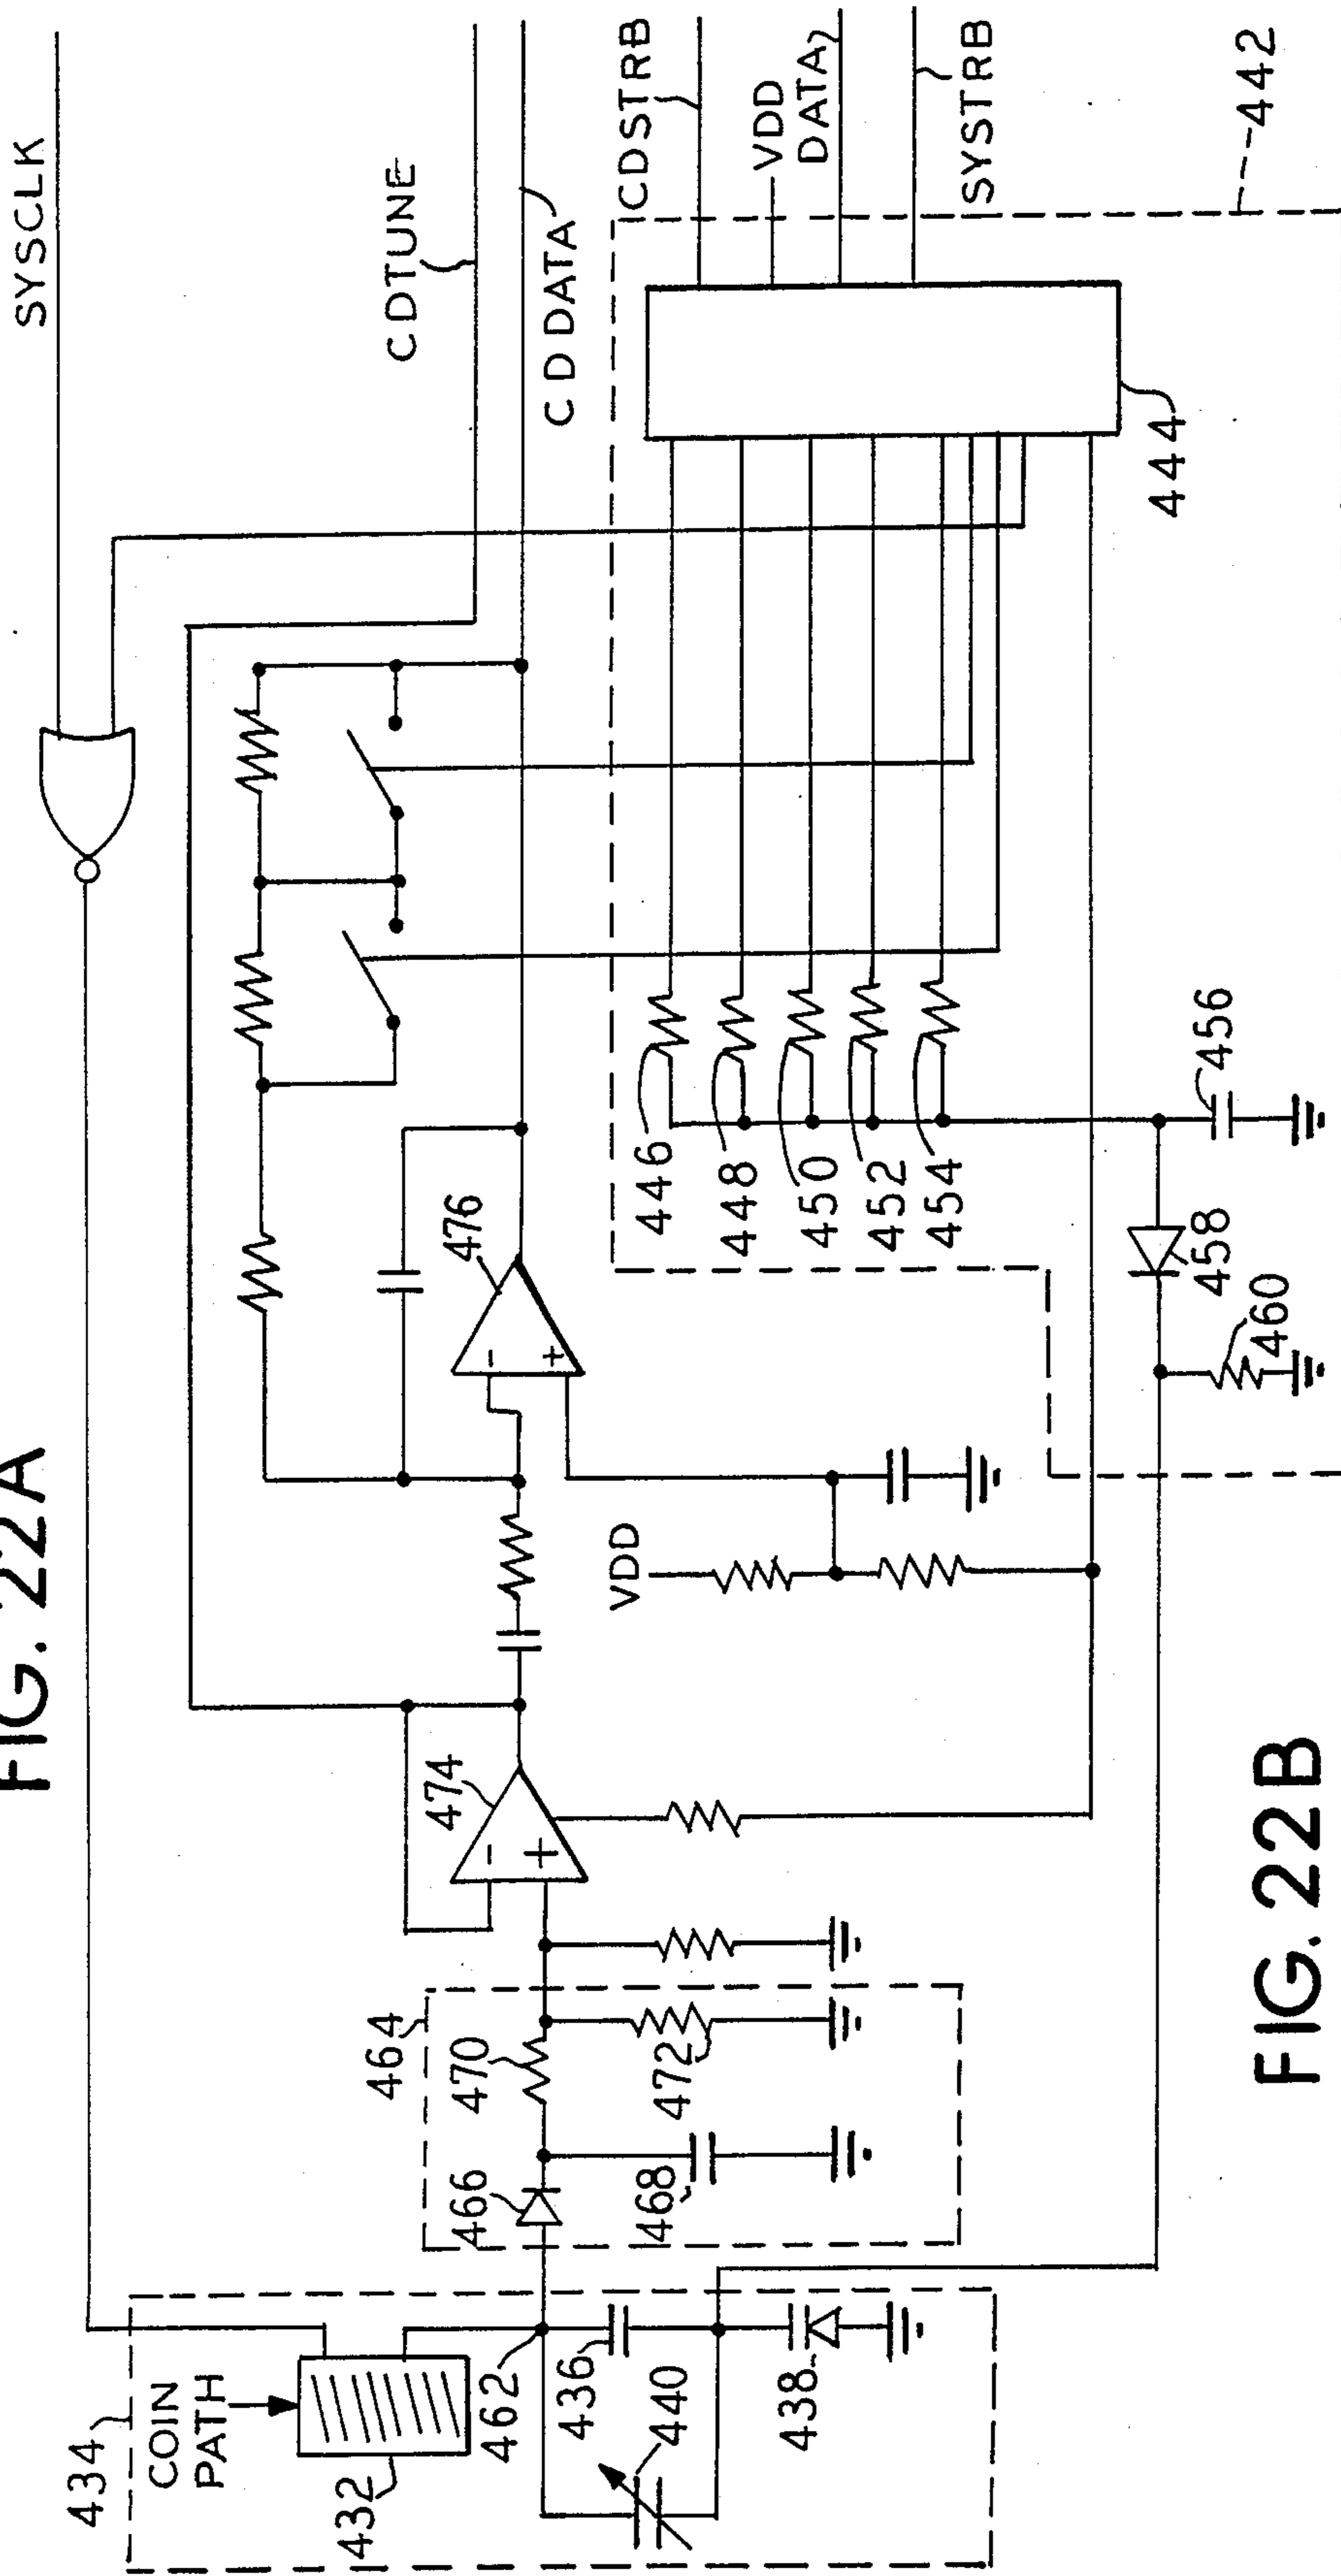 FIG. 22A
SYSCLK
CDTUNE
CDDATA
CDSTRB
VDD
DATA
SYSTRB
442
444
446
448
450
452
454
456
458
460
476
VDD
474
464
470
472
466
468
434
COIN
PATH
432
462
436
440
438
FIG. 22B